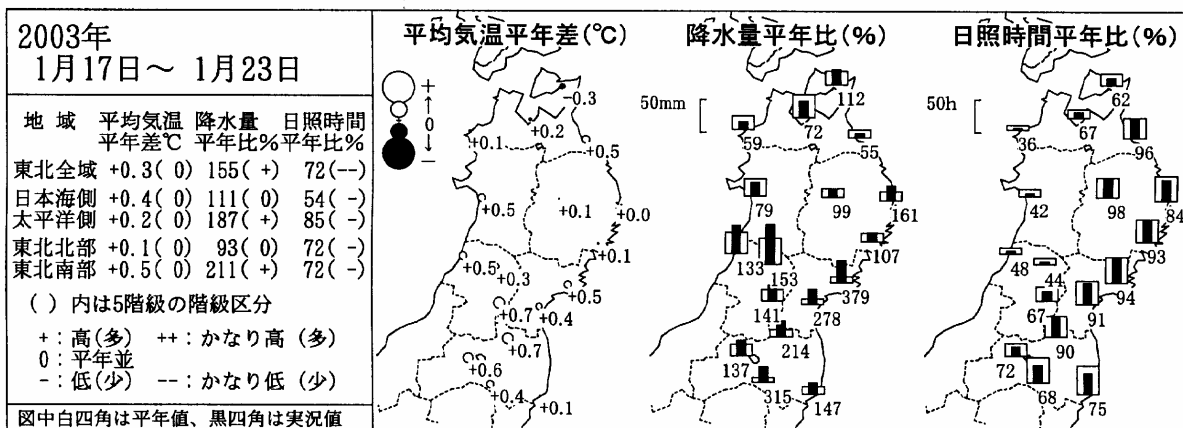 2003年
1月17日～ 1月23日
地 域 平均気温 降水量 日照時間
平年差℃ 平年比% 平年比%
東北全域 +0.3( 0) 155( +) 72(--)
日本海側 +0.4( 0) 111( 0) 54( -)
太平洋側 +0.2( 0) 187( +) 85( -)
東北北部 +0.1( 0) 93( 0) 72( -)
東北南部 +0.5( 0) 211( +) 72( -)
( ) 内は5階級の階級区分
+ : 高(多) ++ : かなり高 (多)
0 : 平年並
- : 低(少) -- : かなり低 (少)
図中白四角は平年値、黒四角は実況値
平均気温平年差(℃)
+
↑
0
↓
-
-0.3
+0.2
+0.1
+0.5
+0.5
+0.1
+0.0
+0.1
+0.5
+0.3
+0.5
+0.7
+0.4
+0.7
+0.6
+0.4
+0.1
降水量平年比(%)
50mm
112
72
59
55
79
99
161
107
133
153
379
141
278
214
137
315
147
日照時間平年比(%)
50h
62
67
36
96
42
98
84
93
48
44
94
67
91
90
72
68
75